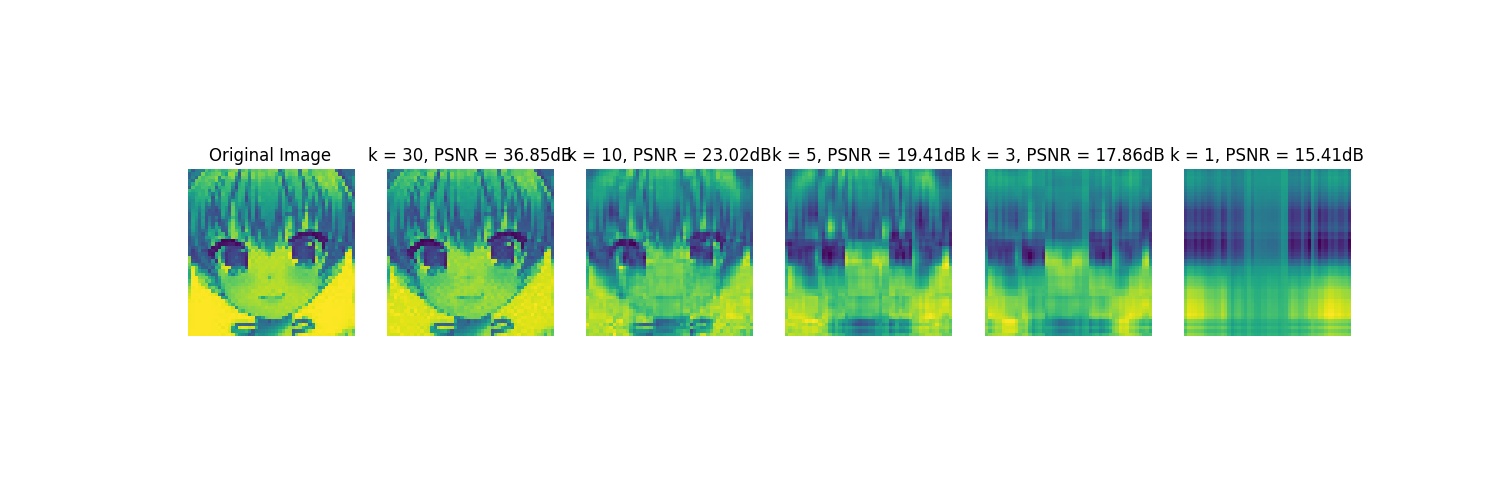 Original Image
k = 30, PSNR = 36.85dB
k = 10, PSNR = 23.02dB
k = 5, PSNR = 19.41dB
k = 3, PSNR = 17.86dB
k = 1, PSNR = 15.41dB